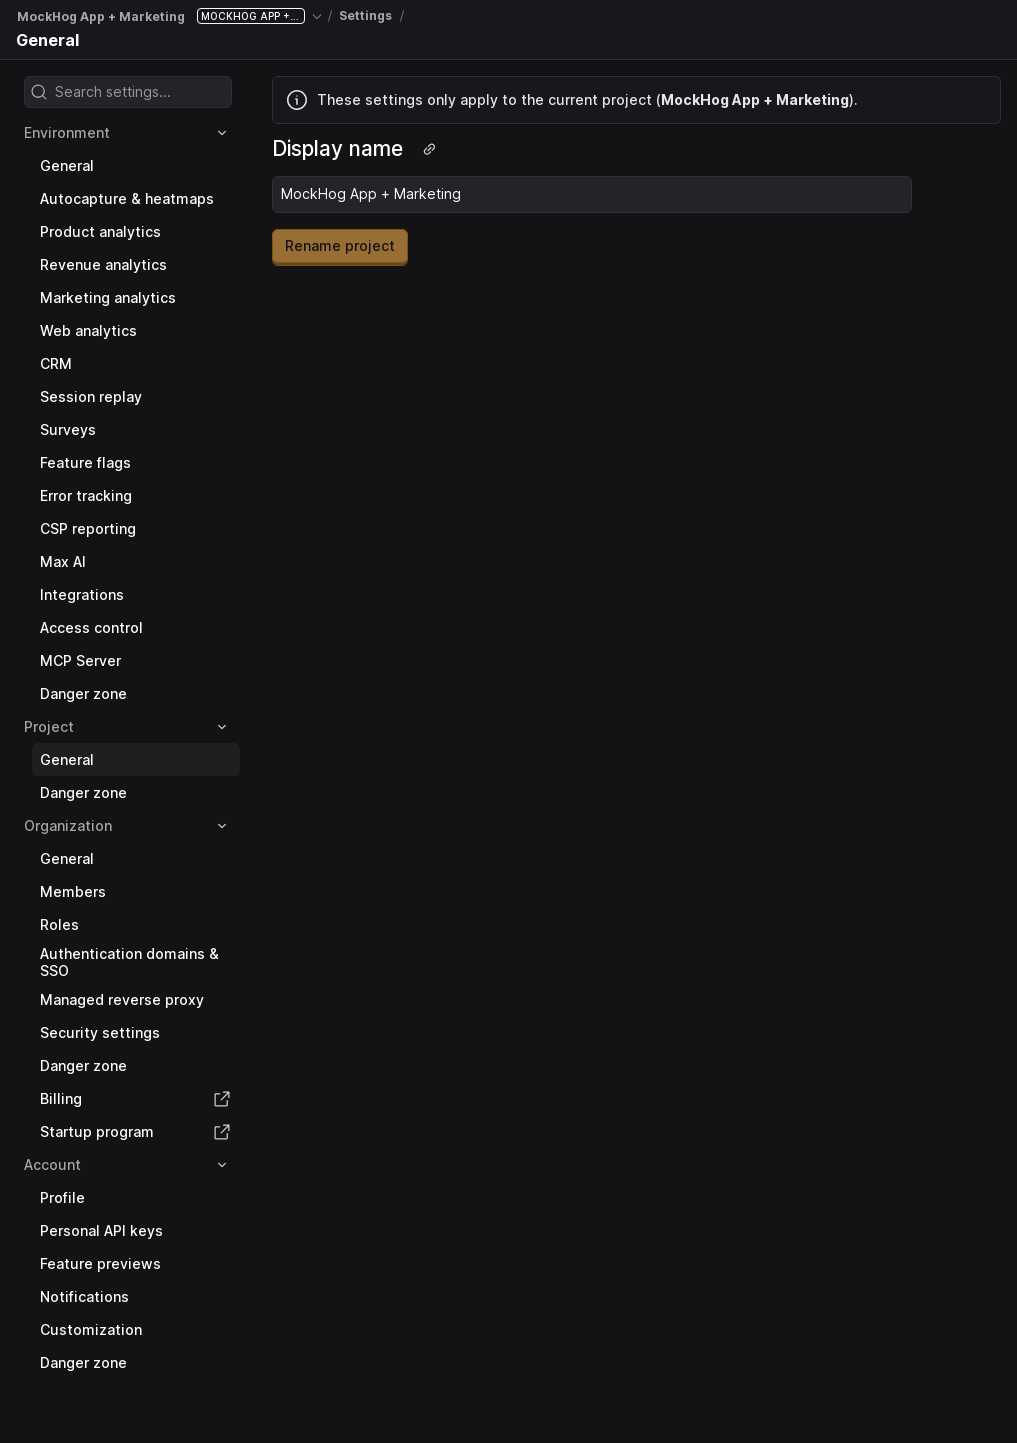 MockHog App + Marketing MOCKHOG APP +... / Settings /
General
Search settings...
Environment
General
Autocapture & heatmaps
Product analytics
Revenue analytics
Marketing analytics
Web analytics
CRM
Session replay
Surveys
Feature flags
Error tracking
CSP reporting
Max AI
Integrations
Access control
MCP Server
Danger zone
Project
General
Danger zone
Organization
General
Members
Roles
Authentication domains &
SSO
Managed reverse proxy
Security settings
Danger zone
Billing
Startup program
Account
Profile
Personal API keys
Feature previews
Notifications
Customization
Danger zone
These settings only apply to the current project (MockHog App + Marketing).
Display name
MockHog App + Marketing
Rename project